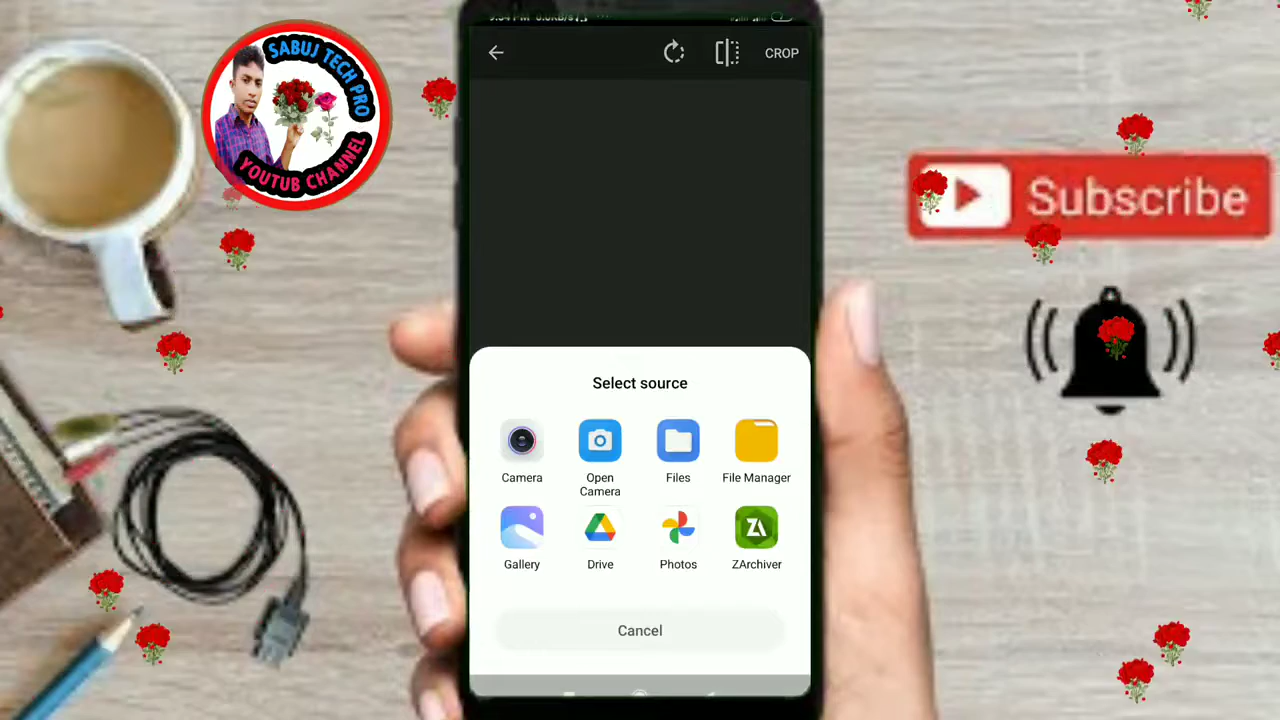 SABUJ TECH PRO
YOUTUB CHANNEL
CROP
Subscribe
Select source
Camera
Open
Camera
Files
File Manager
Gallery
Drive
Photos
ZArchiver
Cancel